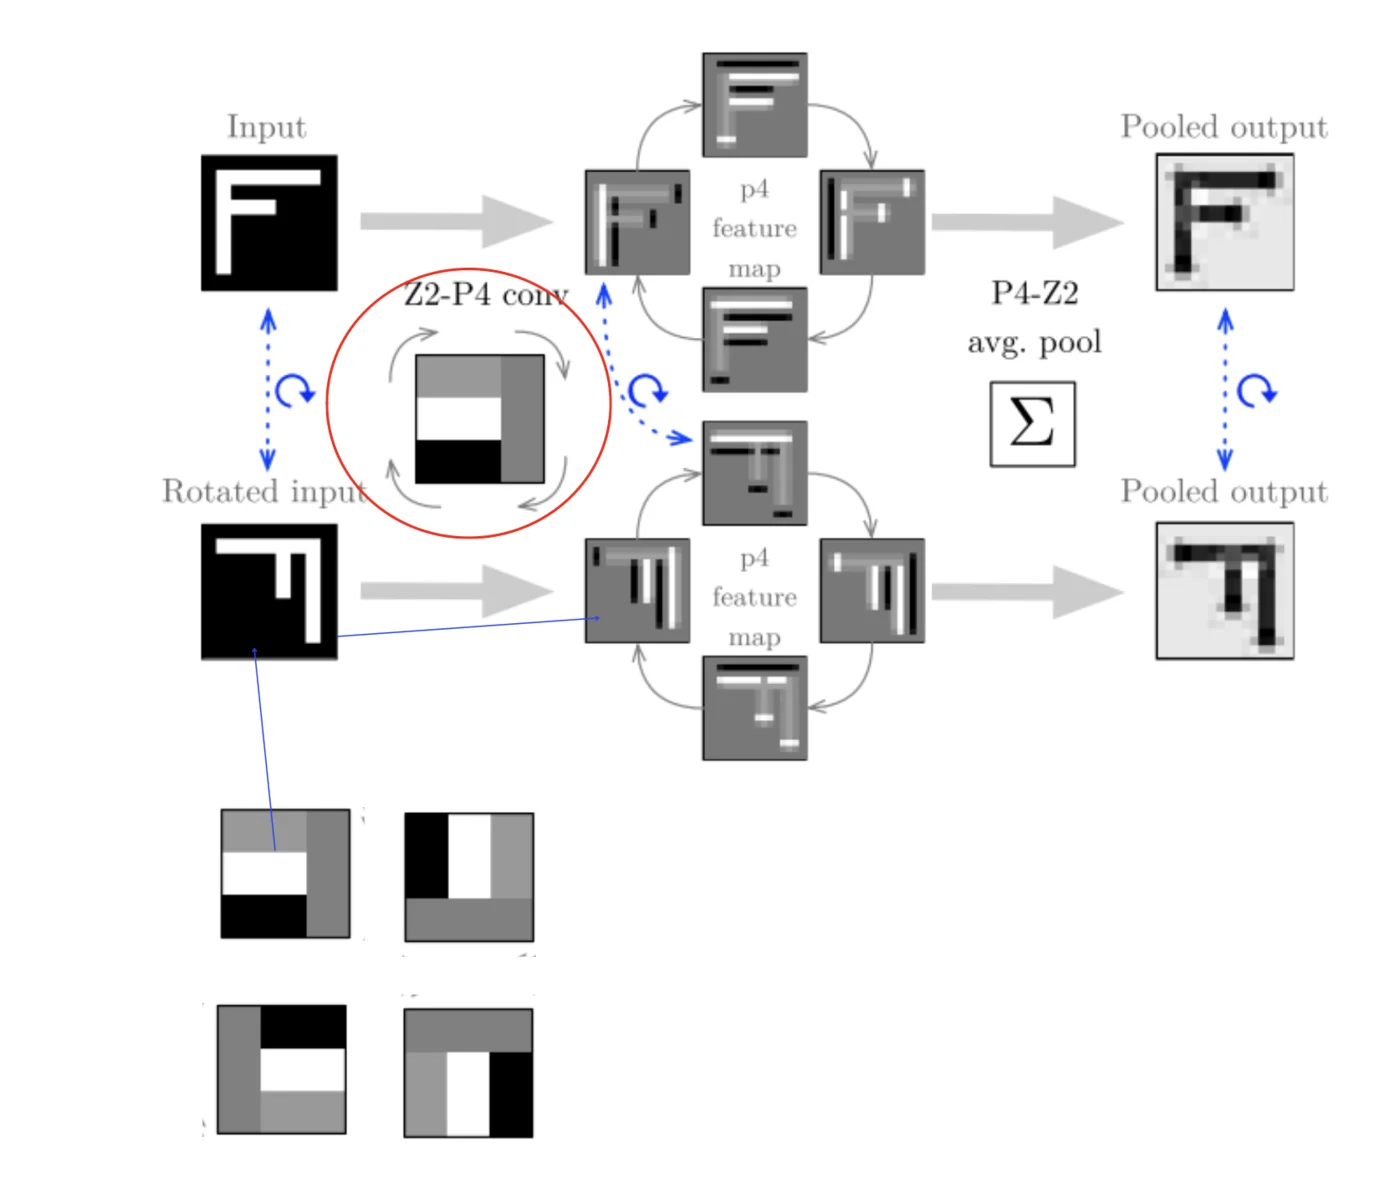 Input
Pooled output
p4
feature
map
Z2-P4 conv
P4-Z2
avg. pool
Σ
Rotated input
Pooled output
p4
feature
map